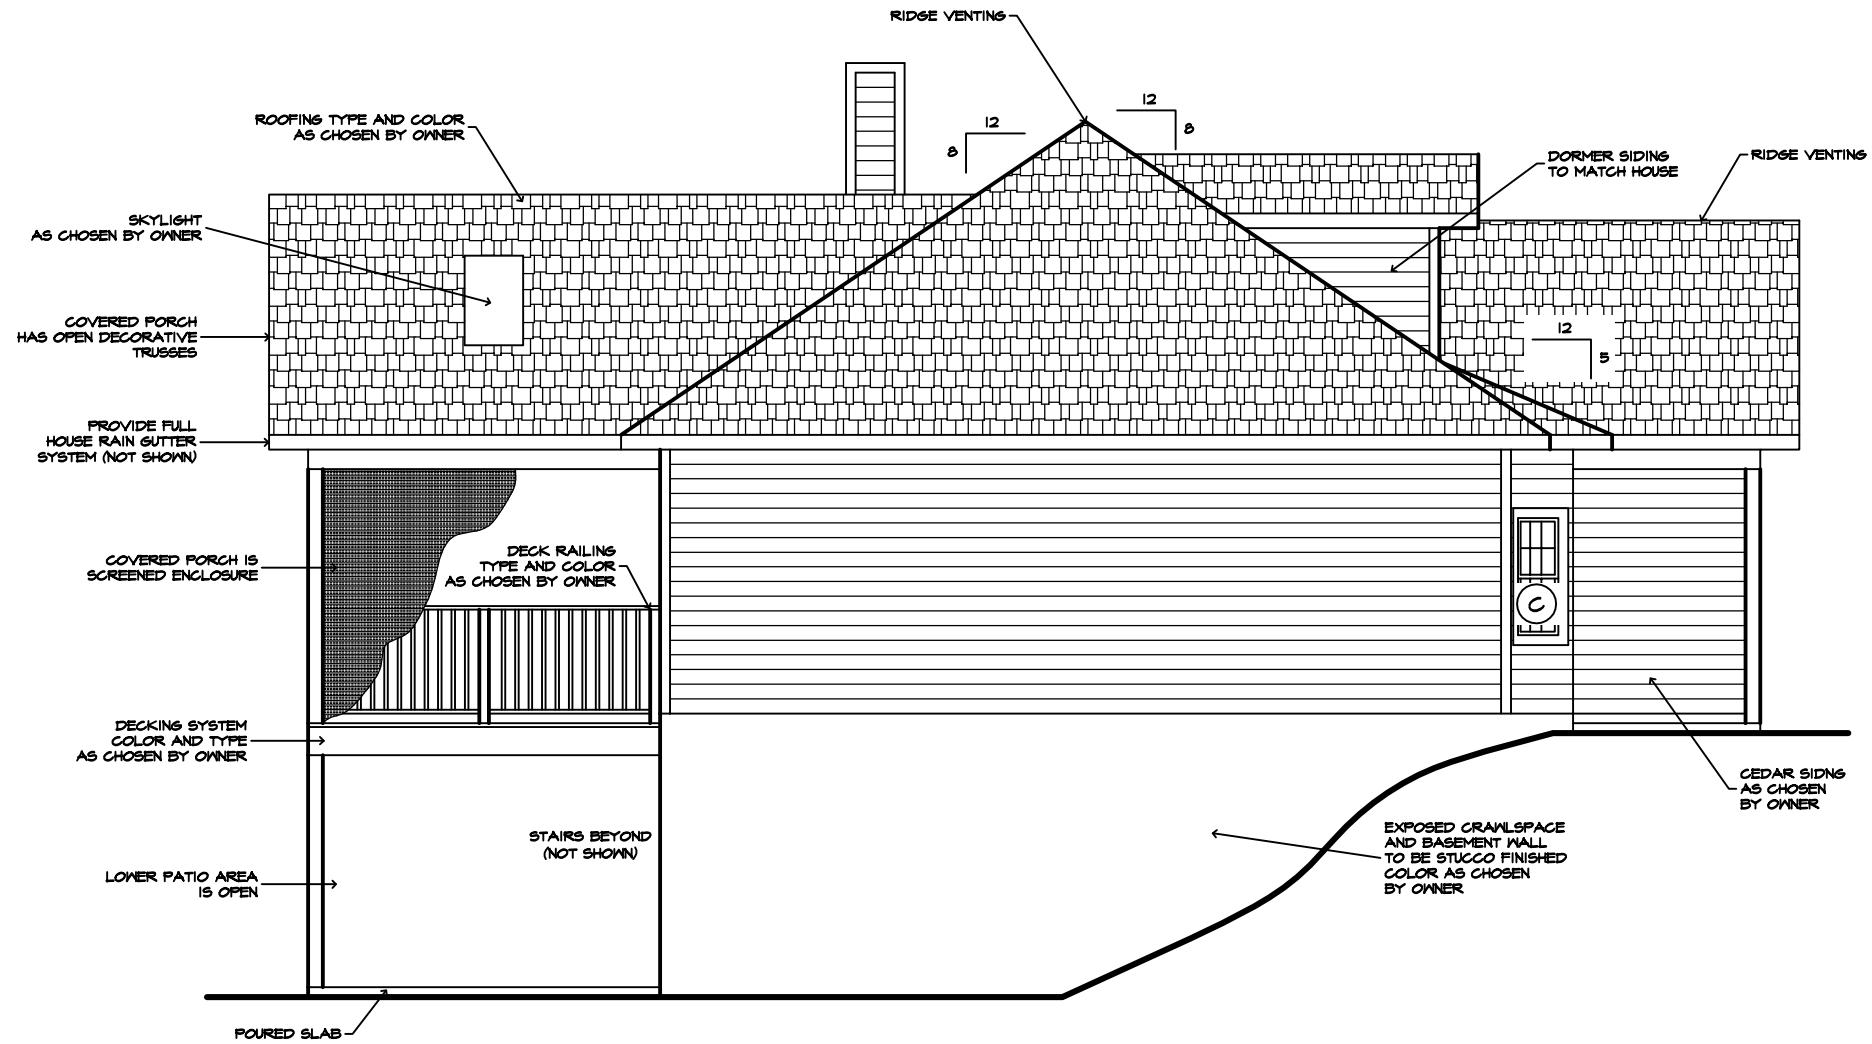 RIDGE VENTING
12
8
12
8
ROOFING TYPE AND COLOR
AS CHOSEN BY OWNER
DORMER SIDING
TO MATCH HOUSE
RIDGE VENTING
SKYLIGHT
AS CHOSEN BY OWNER
COVERED PORCH
HAS OPEN DECORATIVE
TRUSSES
12
5
PROVIDE FULL
HOUSE RAIN GUTTER
SYSTEM (NOT SHOWN)
COVERED PORCH IS
SCREENED ENCLOSURE
DECK RAILING
TYPE AND COLOR
AS CHOSEN BY OWNER
C
DECKING SYSTEM
COLOR AND TYPE
AS CHOSEN BY OWNER
CEDAR SIDNG
AS CHOSEN
BY OWNER
STAIRS BEYOND
(NOT SHOWN)
EXPOSED CRAWLSPACE
AND BASEMENT WALL
TO BE STUCCO FINISHED
COLOR AS CHOSEN
BY OWNER
LOWER PATIO AREA
IS OPEN
POURED SLAB